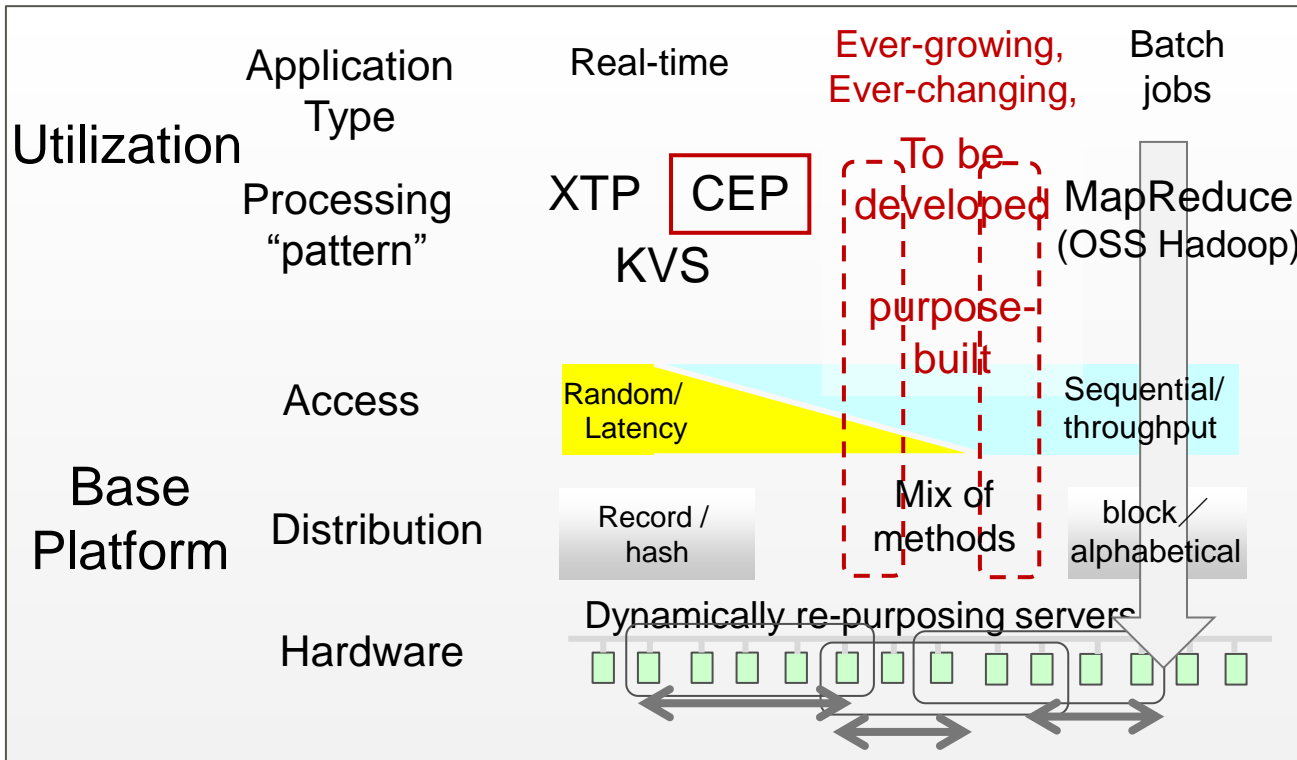 Utilization
Application
Type
Real-time
Ever-growing,
Ever-changing,
Batch
jobs
Processing
“pattern”
XTP
CEP
KVS
To be
developed
purpose-
built
MapReduce
(OSS Hadoop)
Base
Platform
Access
Random/
Latency
Sequential/
throughput
Distribution
Record /
hash
Mix of
methods
block／
alphabetical
Hardware
Dynamically re-purposing servers